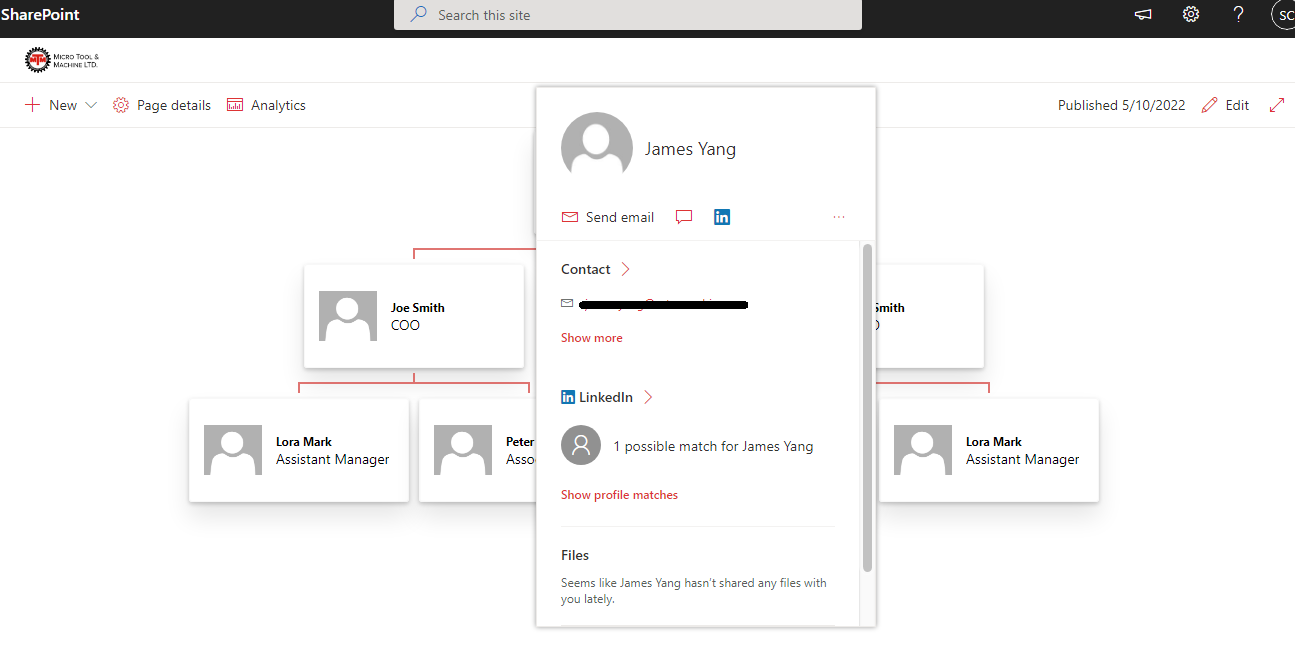 SharePoint
Search this site
?
SC
MTM
MICRO TOOL &
MACHINE LTD.
New
Page details
Analytics
Published 5/10/2022
Edit
James Yang
Send email
in
...
Contact
Show more
in LinkedIn
1 possible match for James Yang
Show profile matches
Files
Seems like James Yang hasn't shared any files with
you lately.
Joe Smith
COO
Smith
Lora Mark
Assistant Manager
Peter
Asso
Lora Mark
Assistant Manager